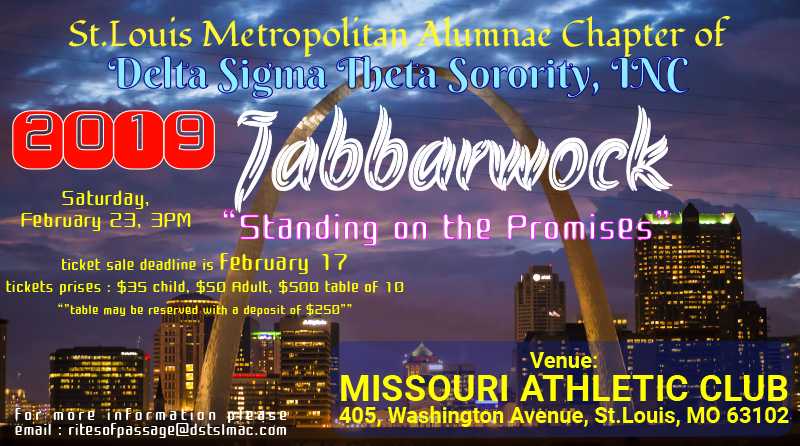 St.Louis Metropolitan Alumnae Chapter of
Delta Sigma Theta Sorority, INC
2019
Jabbarwock
Saturday,
February 23, 3PM
“Standing on the Promises”
ticket sale deadline is February 17
tickets prises : $35 child, $50 Adult, $500 table of 10
“”table may be reserved with a deposit of $250””
Venue:
MISSOURI ATHLETIC CLUB
405, Washington Avenue, St.Louis, MO 63102
for more information please
email : ritesofpassage@dstslmac.com